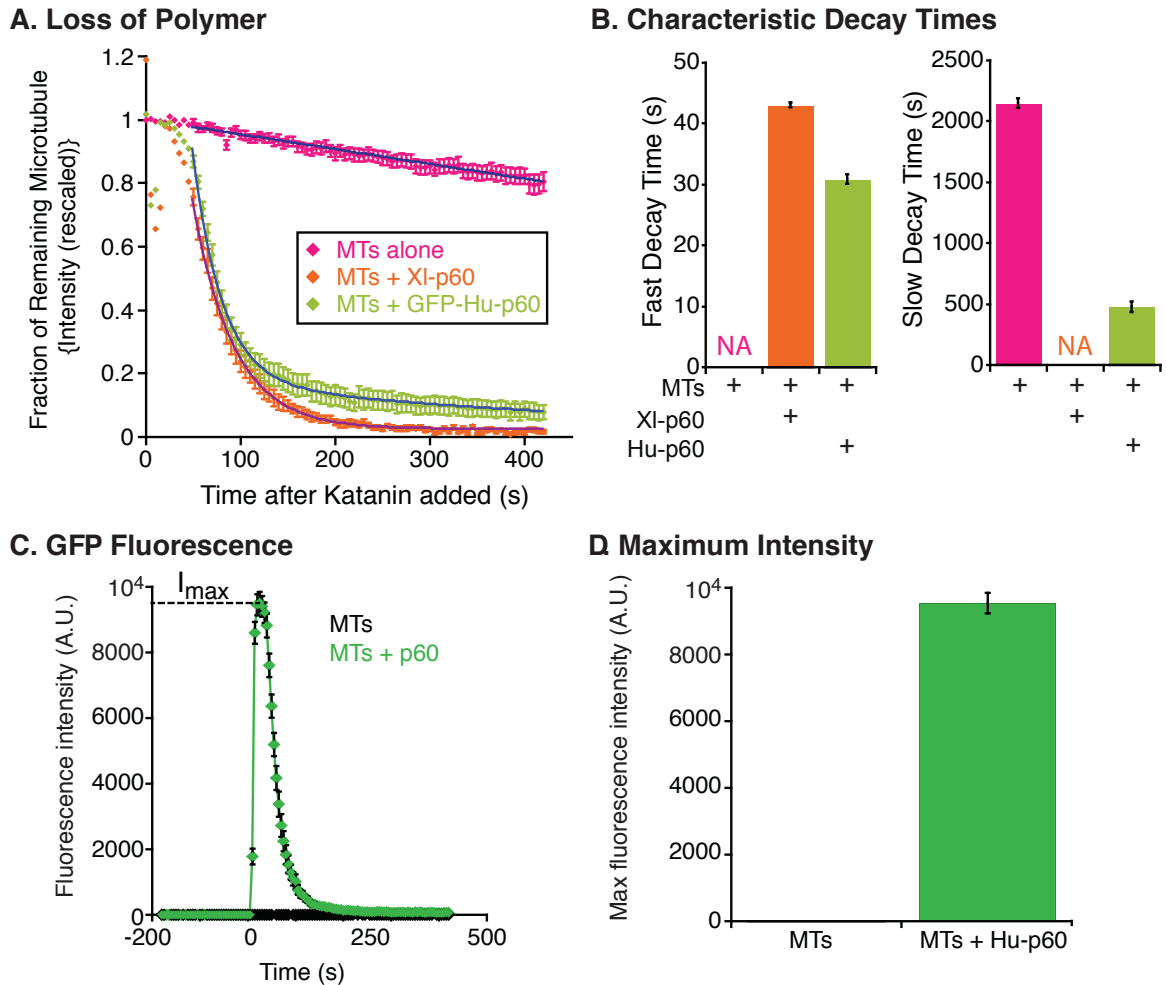 A. Loss of Polymer
Fraction of Remaining Microtubule
{Intensity (rescaled)}
1.2
1
0.8
0.6
0.4
0.2
0
0
100
200
300
400
Time after Katanin added (s)
MTs alone
MTs + Xl-p60
MTs + GFP-Hu-p60
B. Characteristic Decay Times
Fast Decay Time (s)
50
40
30
20
10
0
NA
Slow Decay Time (s)
2500
2000
1500
1000
500
0
NA
MTs + + + + + +
Xl-p60 + +
Hu-p60 + +
C. GFP Fluorescence
Fluorescence intensity (A.U.)
10⁴
8000
6000
4000
2000
0
Imax
MTs
MTs + p60
-200
0
250
500
Time (s)
D. Maximum Intensity
Max fluorescence intensity (A.U.)
10⁴
8000
6000
4000
2000
0
MTs
MTs + Hu-p60